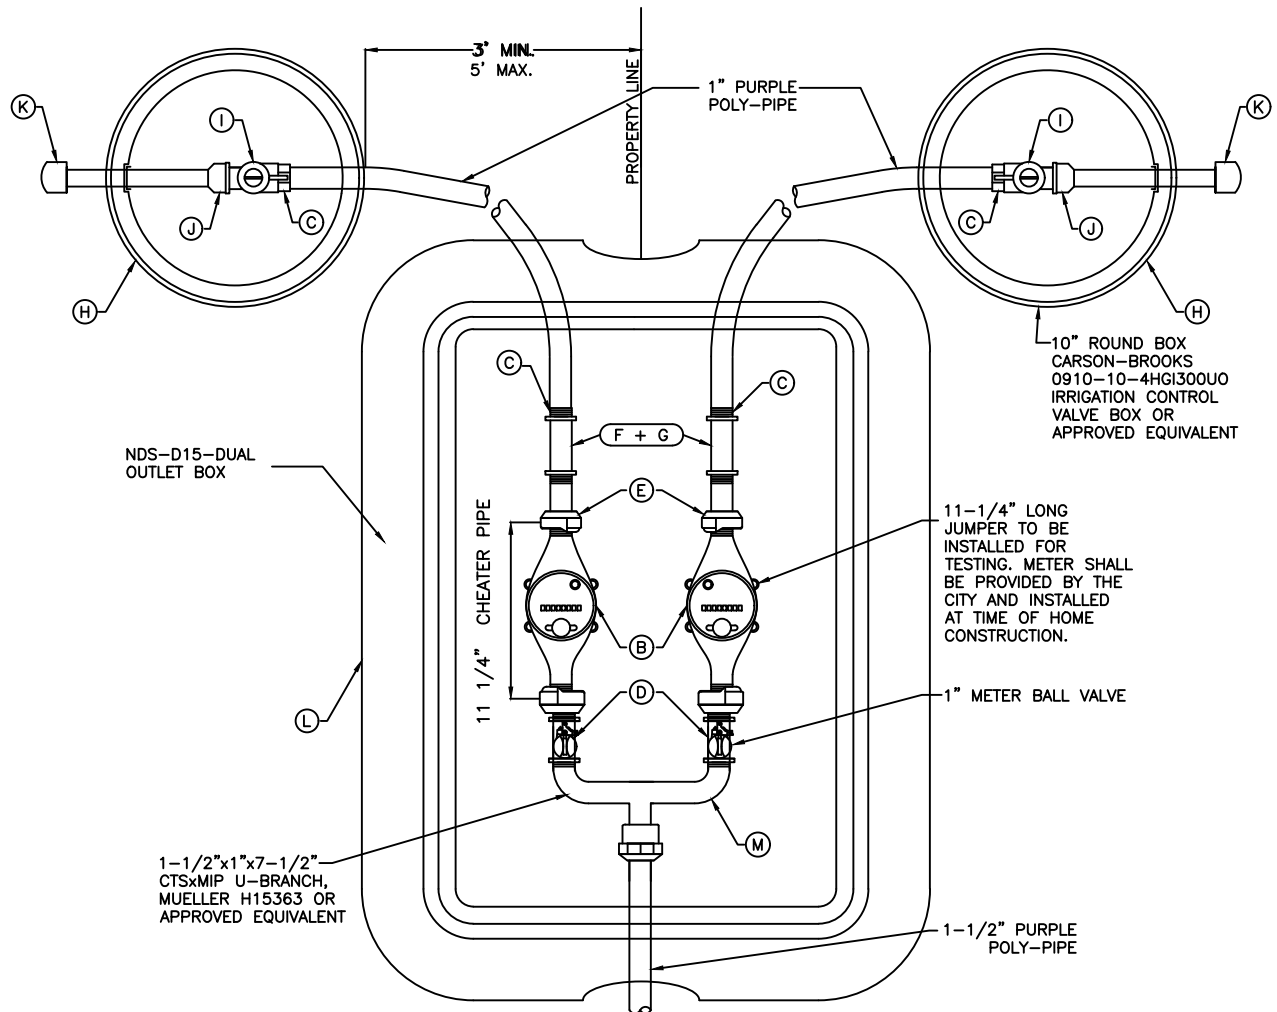 3' MIN.
5' MAX.
PROPERTY LINE
1" PURPLE
POLY-PIPE
K
I
J
C
H
I
K
C
J
H
10" ROUND BOX
CARSON-BROOKS
0910-10-4HGI300UO
IRRIGATION CONTROL
VALVE BOX OR
APPROVED EQUIVALENT
C
C
F + G
NDS-D15-DUAL
OUTLET BOX
E
11 1/4" CHEATER PIPE
11-1/4" LONG
JUMPER TO BE
INSTALLED FOR
TESTING. METER SHALL
BE PROVIDED BY THE
CITY AND INSTALLED
AT TIME OF HOME
CONSTRUCTION.
B
D
1" METER BALL VALVE
L
M
1-1/2"x1"x7-1/2"
CTSxMIP U-BRANCH,
MUELLER H15363 OR
APPROVED EQUIVALENT
1-1/2" PURPLE
POLY-PIPE